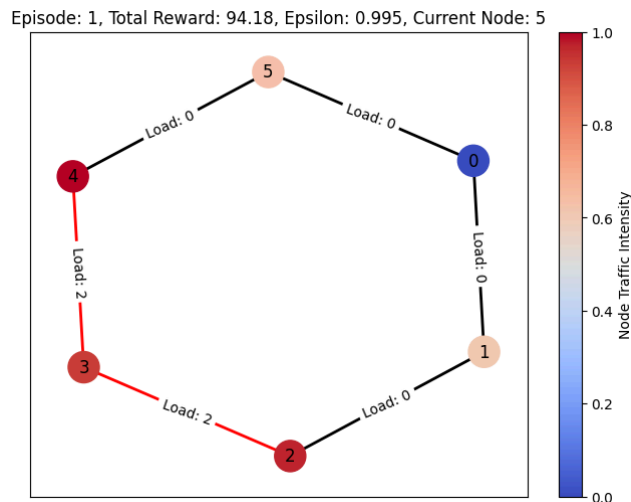 Episode: 1, Total Reward: 94.18, Epsilon: 0.995, Current Node: 5
5
Load: 0
Load: 0
4
0
Load: 2
Load: 0
3
1
Load: 2
Load: 0
2
1.0
0.8
0.6
0.4
0.2
0.0
Node Traffic Intensity